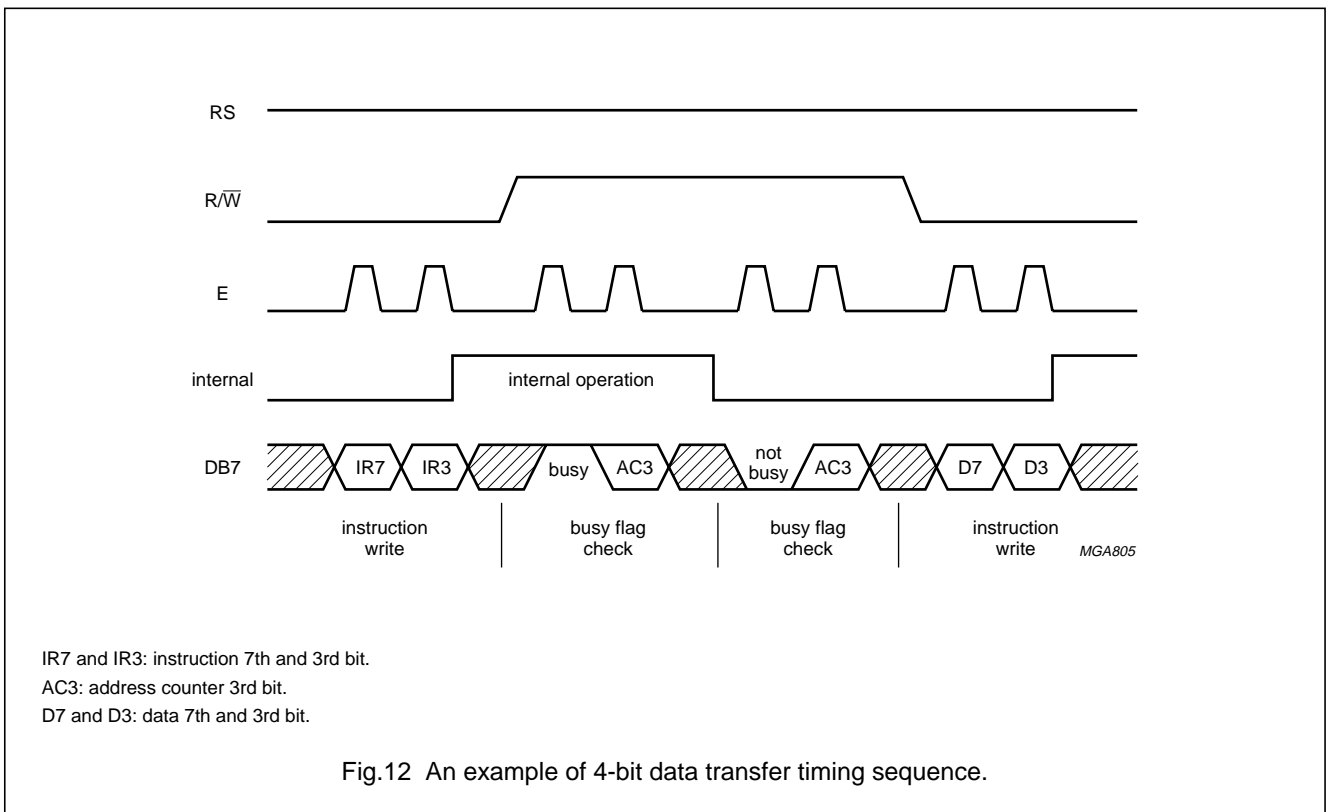 RS
R/W̅
E
internal
internal operation
DB7
IR7
IR3
busy
AC3
not
busy
AC3
D7
D3
instruction
write
busy flag
check
busy flag
check
instruction
write
MGA805
IR7 and IR3: instruction 7th and 3rd bit.
AC3: address counter 3rd bit.
D7 and D3: data 7th and 3rd bit.
Fig.12 An example of 4-bit data transfer timing sequence.